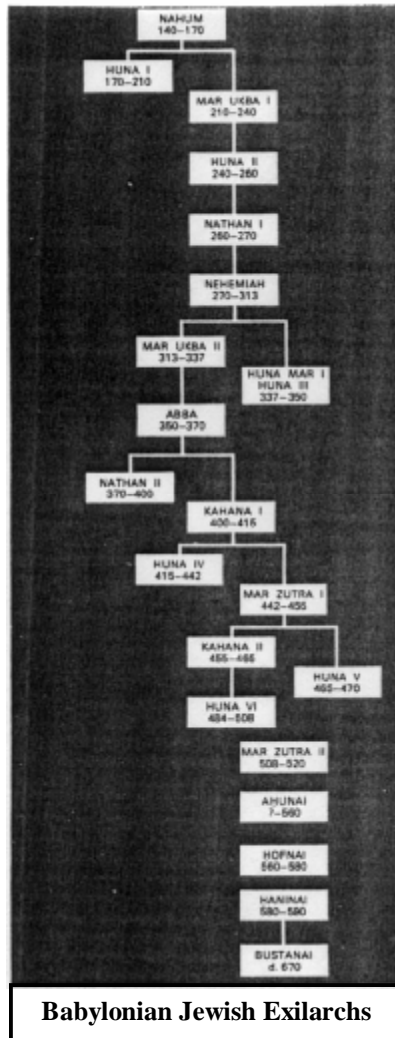 NAHUM
140–170
HUNA I
170–210
MAR UKBA I
210–240
HUNA II
240–260
NATHAN I
260–270
NEHEMIAH
270–313
MAR UKBA II
313–337
HUNA MAR I
HUNA III
337–350
ABBA
350–370
NATHAN II
370–400
KAHANA I
400–415
HUNA IV
415–442
MAR ZUTRA I
442–455
KAHANA II
455–465
HUNA V
465–470
HUNA VI
484–508
MAR ZUTRA II
508–520
AHUNAI
?–560
HOFNAI
560–580
HANINAI
580–590
BUSTANAI
d. 670
Babylonian Jewish Exilarchs